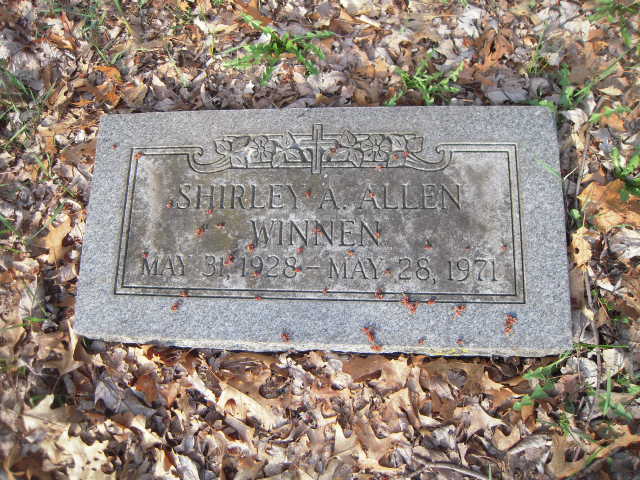 SHIRLEY A. ALLEN
WINNEN
MAY 31, 1928 - MAY 28, 1971